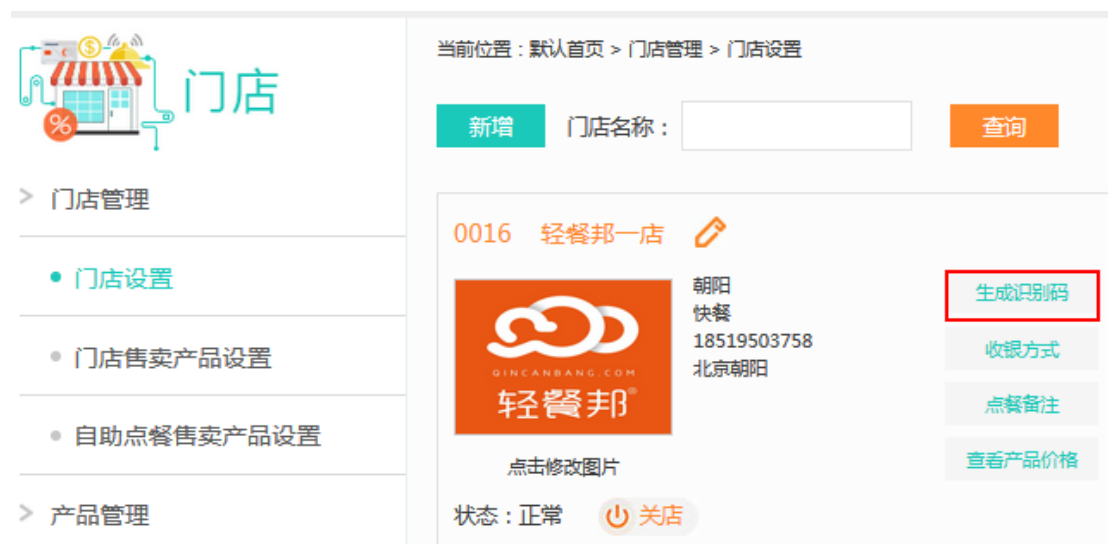 门店
门店管理
门店设置
门店售卖产品设置
自助点餐售卖产品设置
产品管理
当前位置：默认首页 > 门店管理 > 门店设置
新增 门店名称： 查询
0016 轻餐邦一店
QINCANBANG.COM
轻餐邦®
点击修改图片
朝阳
快餐
18519503758
北京朝阳
生成识别码
收银方式
点餐备注
查看产品价格
状态：正常 关店